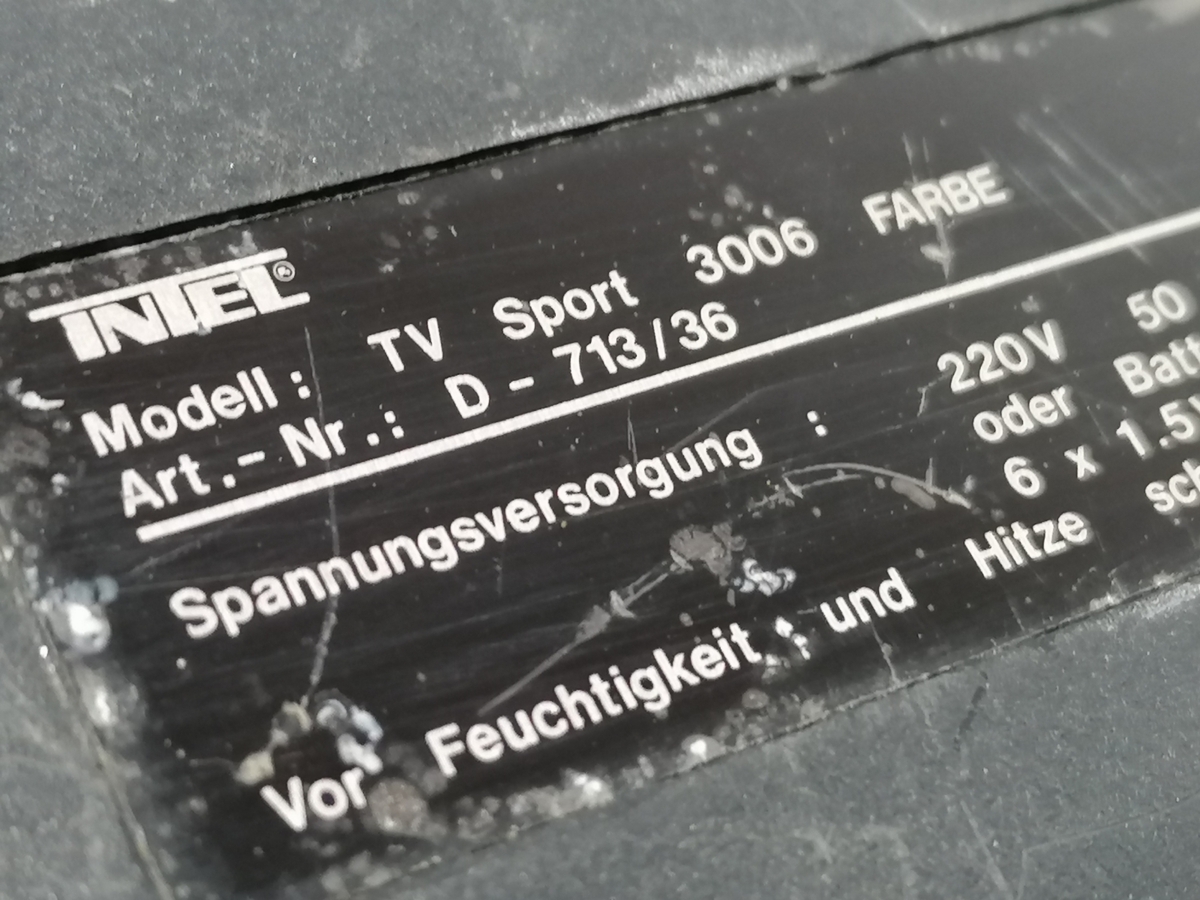 INTEL®
Modell : TV Sport 3006 FARBE
Art.- Nr.: D - 713/36
Spannungsversorgung : 220V 50
oder Batt
6 x 1.5V
Vor Feuchtigkeit und Hitze sch